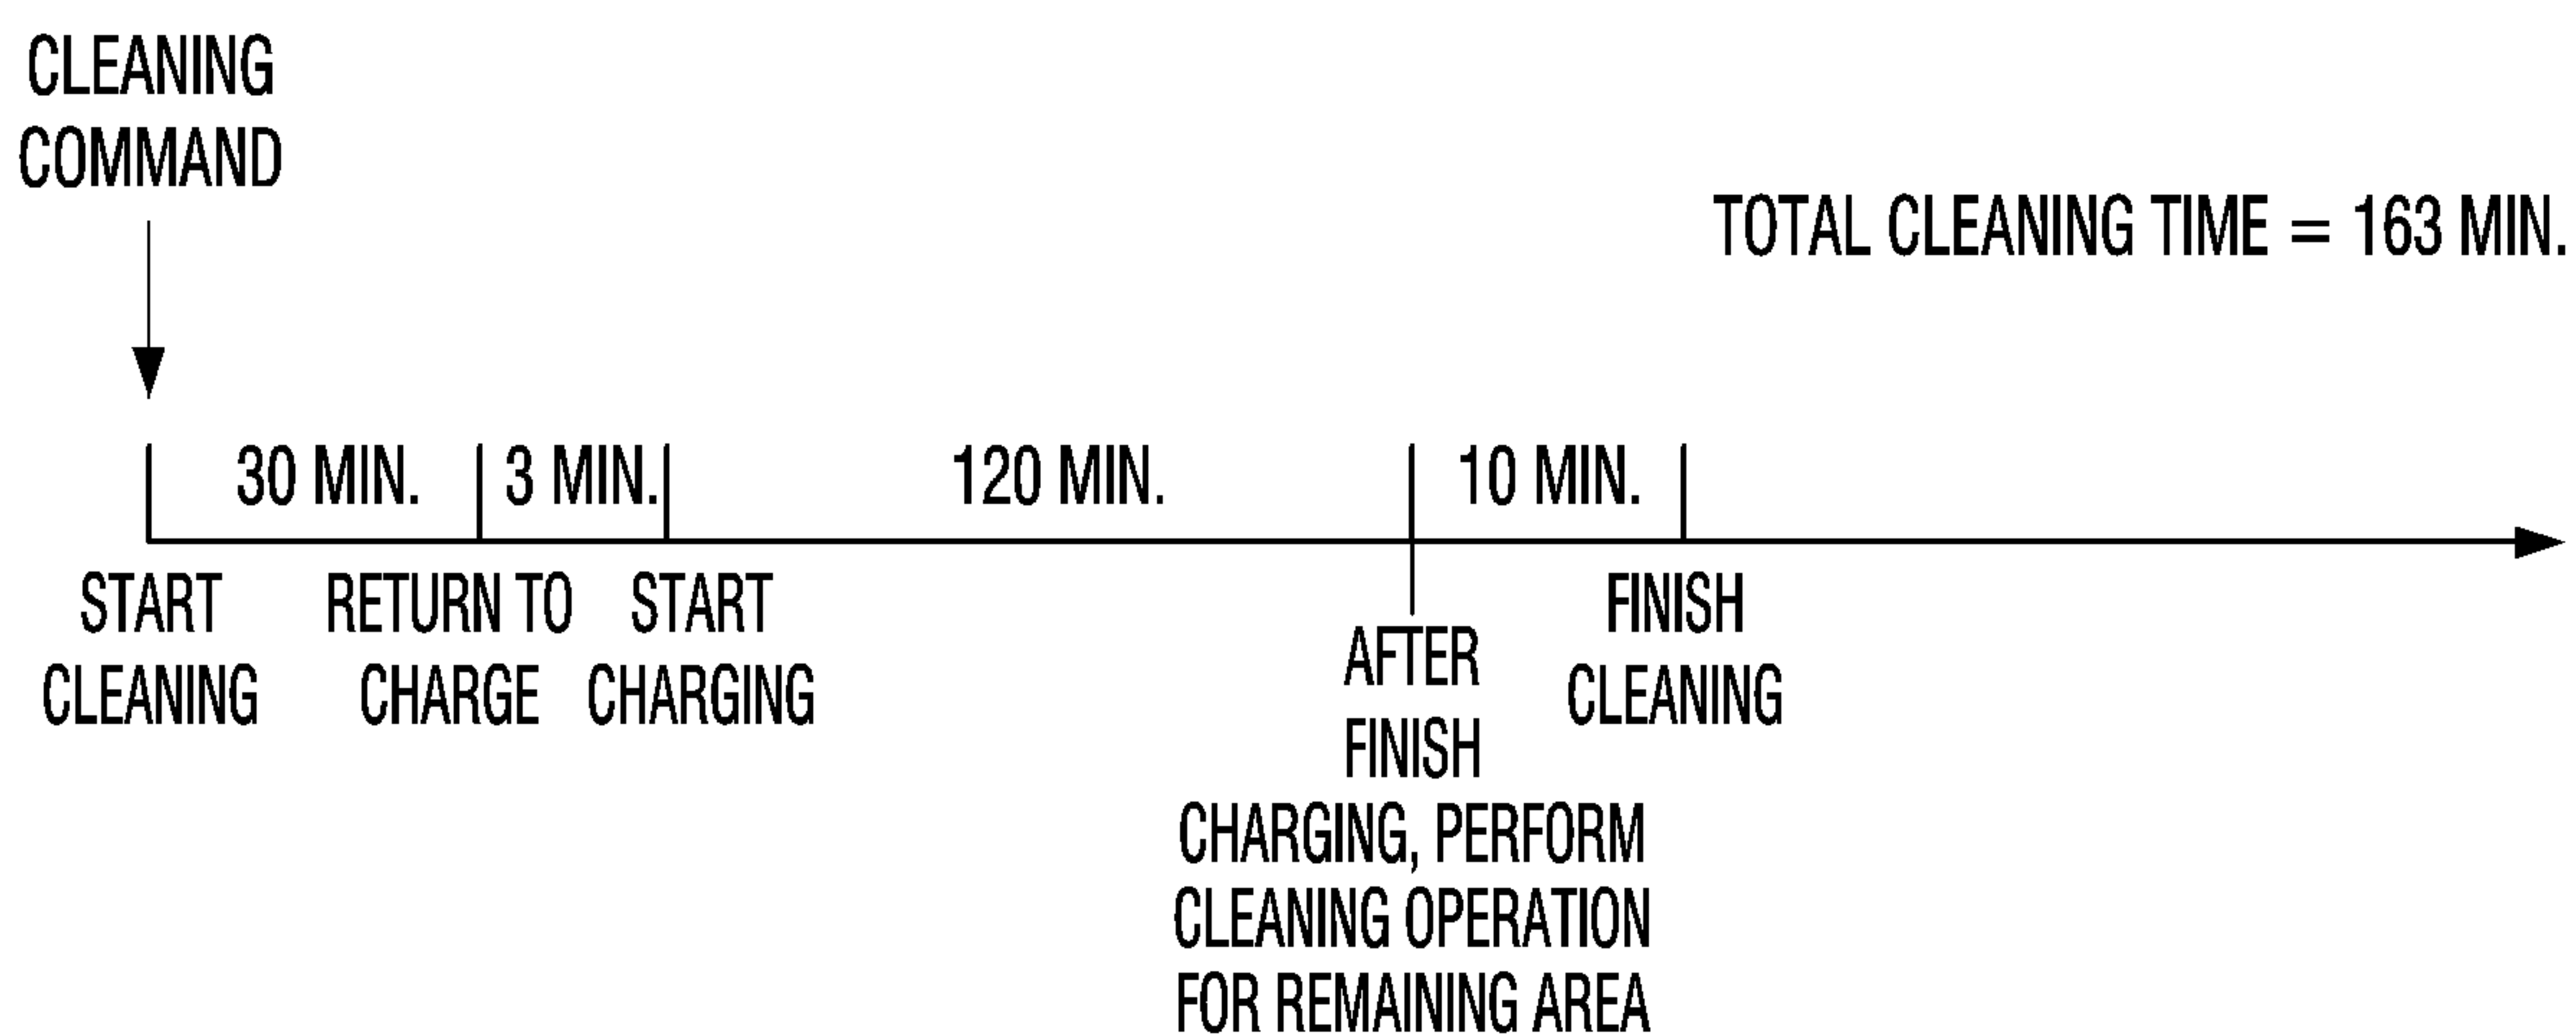 CLEANING
COMMAND
TOTAL CLEANING TIME = 163 MIN.
30 MIN.
3 MIN.
120 MIN.
10 MIN.
START
CLEANING
RETURN TO
CHARGE
START
CHARGING
AFTER
FINISH
CHARGING, PERFORM
CLEANING OPERATION
FOR REMAINING AREA
FINISH
CLEANING